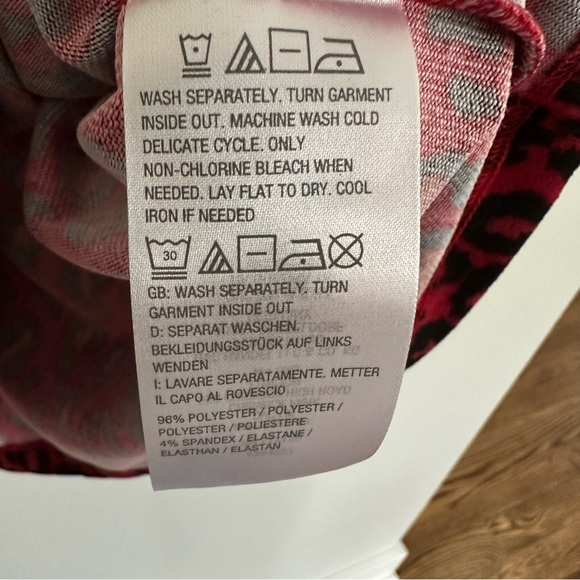 WASH SEPARATELY. TURN GARMENT
INSIDE OUT. MACHINE WASH COLD
DELICATE CYCLE. ONLY
NON-CHLORINE BLEACH WHEN
NEEDED. LAY FLAT TO DRY. COOL
IRON IF NEEDED
30
GB: WASH SEPARATELY. TURN
GARMENT INSIDE OUT
D: SEPARAT WASCHEN.
BEKLEIDUNGSSTÜCK AUF LINKS
WENDEN
I: LAVARE SEPARATAMENTE. METTER
IL CAPO AL ROVESCIO
96% POLYESTER / POLYESTER /
POLYESTER / POLIESTERE
4% SPANDEX / ELASTANE /
ELASTHAN / ELASTAN